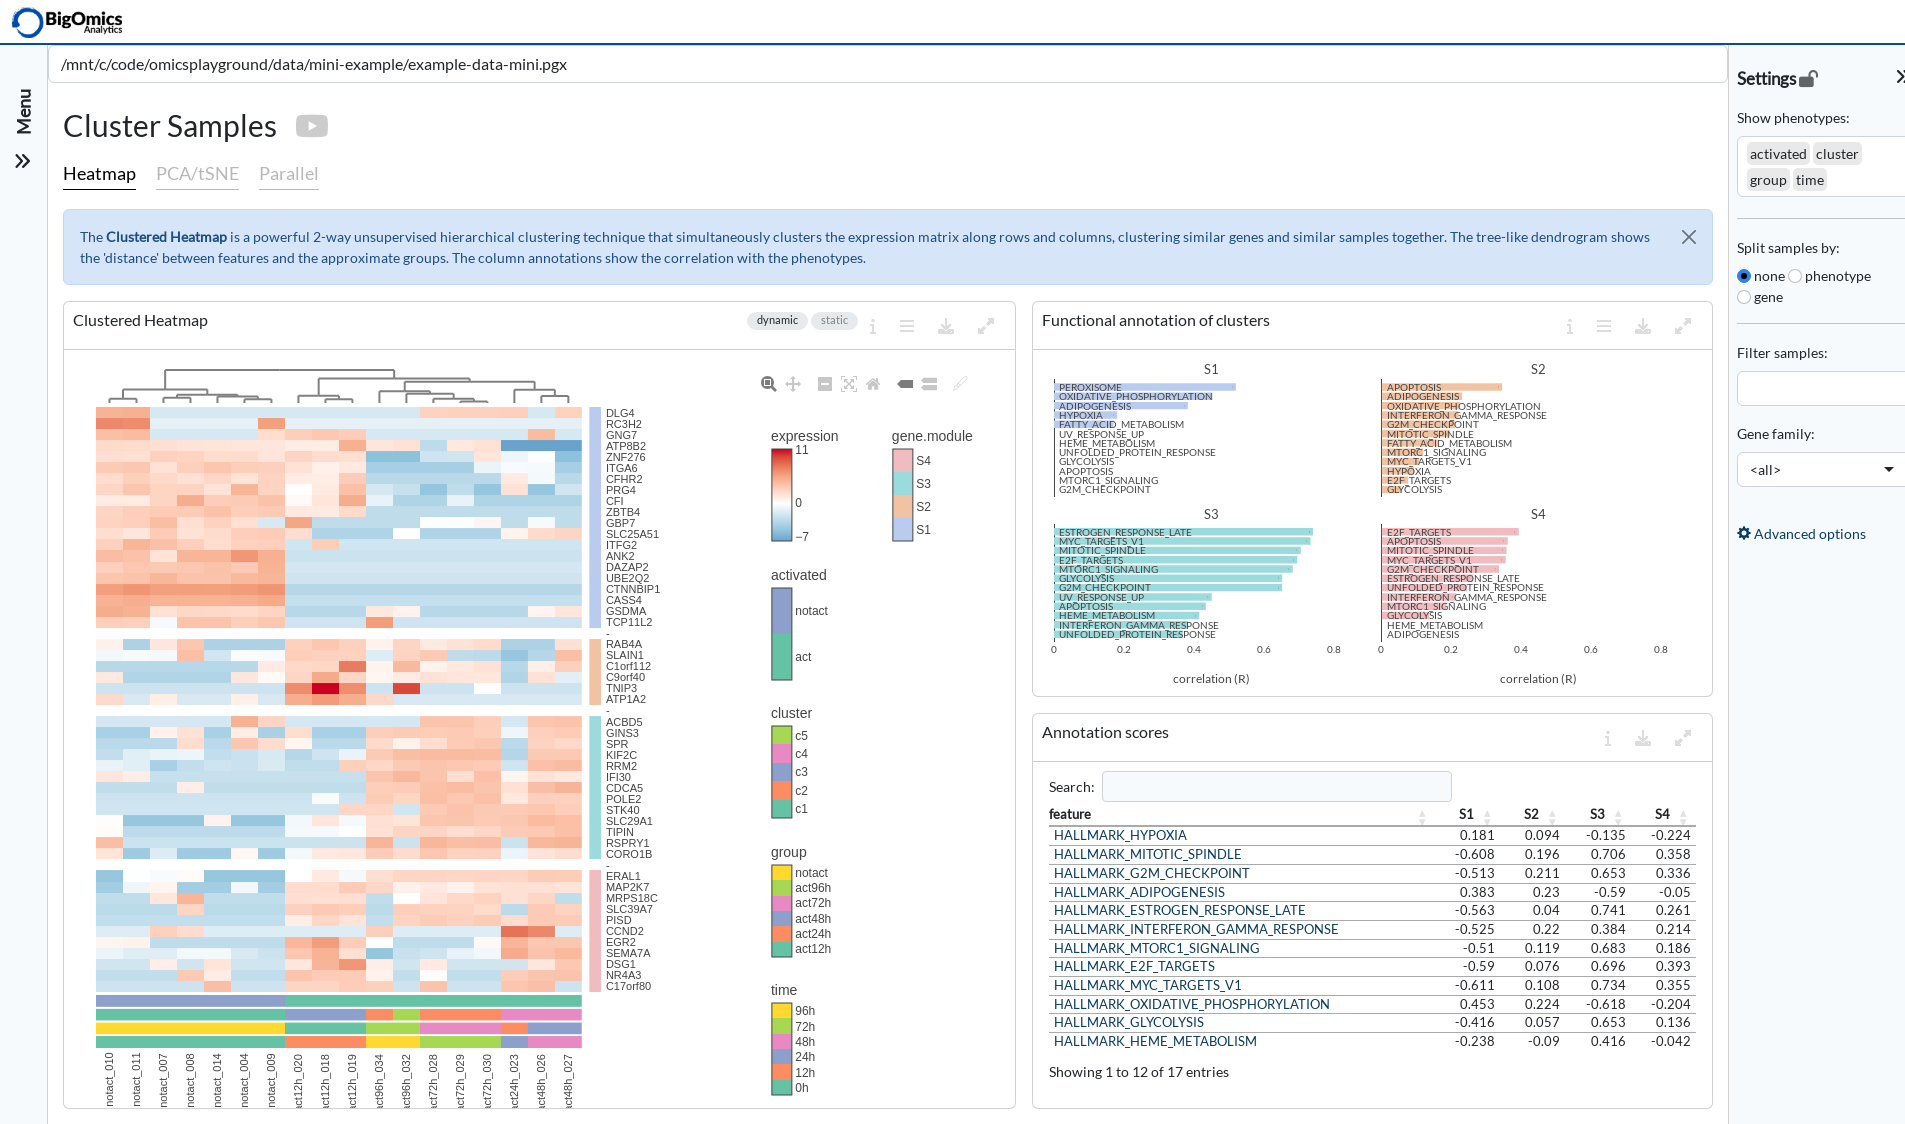 BigOmics
Analytics
/mnt/c/code/omicsplayground/data/mini-example/example-data-mini.pgx
Menu
Cluster Samples
Heatmap PCA/tSNE Parallel
The Clustered Heatmap is a powerful 2-way unsupervised hierarchical clustering technique that simultaneously clusters the expression matrix along rows and columns, clustering similar genes and similar samples together. The tree-like dendrogram shows
the 'distance' between features and the approximate groups. The column annotations show the correlation with the phenotypes.
Clustered Heatmap
dynamic static
DLG4
RC3H2
GNG7
ATP8B2
ZNF276
ITGA6
CFHR2
PRG4
CFI
ZBTB4
GBP7
SLC25A51
ITFG2
ANK2
DAZAP2
UBE2Q2
CTNNBIP1
CASS4
GSDMA
TCP11L2
-
RAB4A
SLAIN1
C1orf112
C9orf40
TNIP3
ATP1A2
-
ACBD5
GINS3
SPR
KIF2C
RRM2
IFI30
CDCA5
POLE2
STK40
SLC29A1
TIPIN
RSPRY1
CORO1B
-
ERAL1
MAP2K7
MRPS18C
SLC39A7
PISD
CCND2
EGR2
SEMA7A
DSG1
NR4A3
C17orf80
notact_010
notact_011
notact_007
notact_008
notact_014
notact_004
notact_009
act12h_020
act12h_018
act12h_019
act96h_034
act96h_032
act72h_028
act72h_029
act72h_030
act24h_023
act48h_026
act48h_027
expression
11
0
−7
gene.module
S4
S3
S2
S1
activated
notact
act
cluster
c5
c4
c3
c2
c1
group
notact
act96h
act72h
act48h
act24h
act12h
time
96h
72h
48h
24h
12h
0h
Functional annotation of clusters
S1
PEROXISOME
OXIDATIVE_PHOSPHORYLATION
ADIPOGENESIS
HYPOXIA
FATTY_ACID_METABOLISM
UV_RESPONSE_UP
HEME_METABOLISM
UNFOLDED_PROTEIN_RESPONSE
GLYCOLYSIS
APOPTOSIS
MTORC1_SIGNALING
G2M_CHECKPOINT
S2
APOPTOSIS
ADIPOGENESIS
OXIDATIVE_PHOSPHORYLATION
INTERFERON_GAMMA_RESPONSE
G2M_CHECKPOINT
MITOTIC_SPINDLE
FATTY_ACID_METABOLISM
MTORC1_SIGNALING
MYC_TARGETS_V1
HYPOXIA
E2F_TARGETS
GLYCOLYSIS
S3
ESTROGEN_RESPONSE_LATE
MYC_TARGETS_V1
MITOTIC_SPINDLE
E2F_TARGETS
MTORC1_SIGNALING
GLYCOLYSIS
G2M_CHECKPOINT
UV_RESPONSE_UP
APOPTOSIS
HEME_METABOLISM
INTERFERON_GAMMA_RESPONSE
UNFOLDED_PROTEIN_RESPONSE
0 0.2 0.4 0.6 0.8
correlation (R)
S4
E2F_TARGETS
APOPTOSIS
MITOTIC_SPINDLE
MYC_TARGETS_V1
G2M_CHECKPOINT
ESTROGEN_RESPONSE_LATE
UNFOLDED_PROTEIN_RESPONSE
INTERFERON_GAMMA_RESPONSE
MTORC1_SIGNALING
GLYCOLYSIS
HEME_METABOLISM
ADIPOGENESIS
0 0.2 0.4 0.6 0.8
correlation (R)
Annotation scores
Search:
feature S1 S2 S3 S4
HALLMARK_HYPOXIA 0.181 0.094 -0.135 -0.224
HALLMARK_MITOTIC_SPINDLE -0.608 0.196 0.706 0.358
HALLMARK_G2M_CHECKPOINT -0.513 0.211 0.653 0.336
HALLMARK_ADIPOGENESIS 0.383 0.23 -0.59 -0.05
HALLMARK_ESTROGEN_RESPONSE_LATE -0.563 0.04 0.741 0.261
HALLMARK_INTERFERON_GAMMA_RESPONSE -0.525 0.22 0.384 0.214
HALLMARK_MTORC1_SIGNALING -0.51 0.119 0.683 0.186
HALLMARK_E2F_TARGETS -0.59 0.076 0.696 0.393
HALLMARK_MYC_TARGETS_V1 -0.611 0.108 0.734 0.355
HALLMARK_OXIDATIVE_PHOSPHORYLATION 0.453 0.224 -0.618 -0.204
HALLMARK_GLYCOLYSIS -0.416 0.057 0.653 0.136
HALLMARK_HEME_METABOLISM -0.238 -0.09 0.416 -0.042
Showing 1 to 12 of 17 entries
Settings
Show phenotypes:
activated cluster
group time
Split samples by:
none phenotype
gene
Filter samples:
Gene family:
<all>
Advanced options